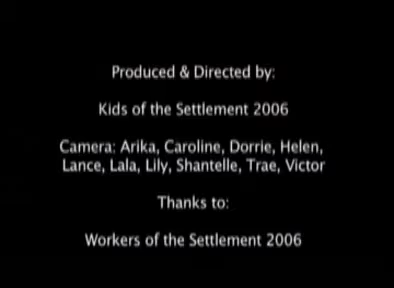 Produced & Directed by:
Kids of the Settlement 2006
Camera: Arika, Caroline, Dorrie, Helen,
Lance, Lala, Lily, Shantelle, Trae, Victor
Thanks to:
Workers of the Settlement 2006